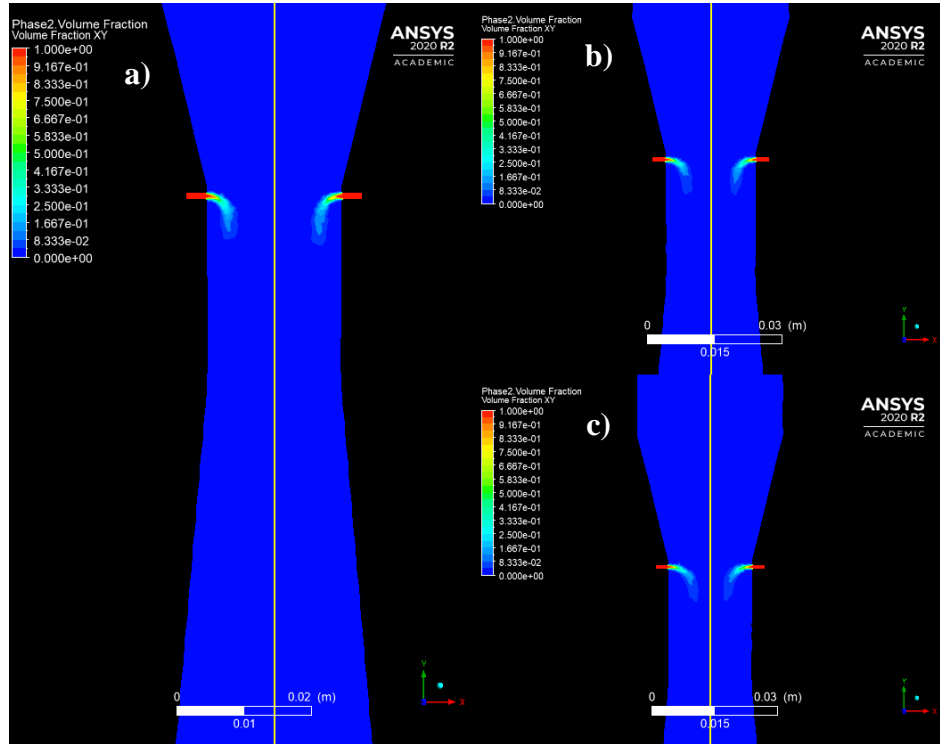 Phase2.Volume Fraction
Volume Fraction XY
1.000e+00
9.167e-01
8.333e-01
7.500e-01
6.667e-01
5.833e-01
5.000e-01
4.167e-01
3.333e-01
2.500e-01
1.667e-01
8.333e-02
0.000e+00
a)
ANSYS
2020 R2
ACADEMIC
0 0.02 (m)
0.01
Y
X
Phase2.Volume Fraction
Volume Fraction XY
1.000e+00
9.167e-01
8.333e-01
7.500e-01
6.667e-01
5.833e-01
5.000e-01
4.167e-01
3.333e-01
2.500e-01
1.667e-01
8.333e-02
0.000e+00
b)
ANSYS
2020 R2
ACADEMIC
0 0.03 (m)
0.015
Y
X
Phase2.Volume Fraction
Volume Fraction XY
1.000e+00
9.167e-01
8.333e-01
7.500e-01
6.667e-01
5.833e-01
5.000e-01
4.167e-01
3.333e-01
2.500e-01
1.667e-01
8.333e-02
0.000e+00
c)
ANSYS
2020 R2
ACADEMIC
0 0.03 (m)
0.015
Y
X